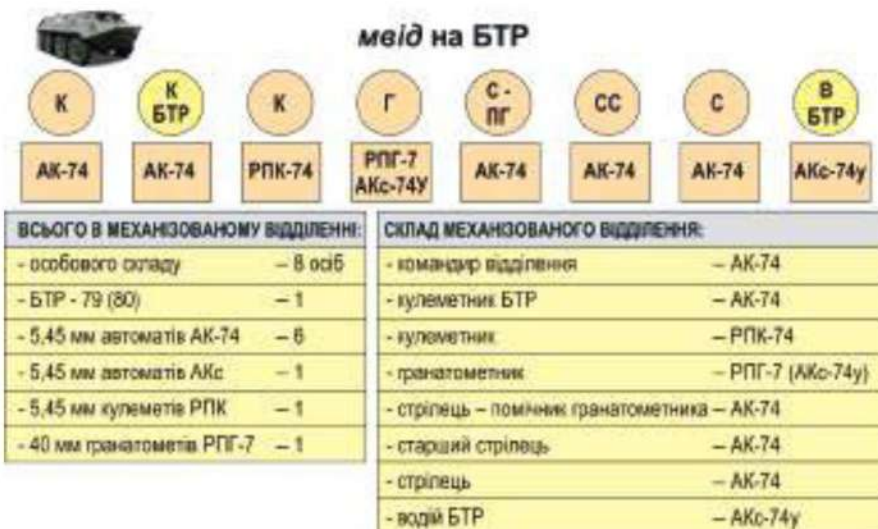 мвід на БТР
К
К БТР
К
Г
С - ПГ
СС
С
В БТР
АК-74
АК-74
РПК-74
РПГ-7 АКс-74У
АК-74
АК-74
АК-74
АКс-74у
ВСЬОГО В МЕХАНІЗОВАНОМУ ВІДДІЛЕННІ:
- особового складу – 8 осіб
- БТР - 79 (80) – 1
- 5,45 мм автоматів АК-74 – 6
- 5,45 мм автоматів АКс – 1
- 5,45 мм кулеметів РПК – 1
- 40 мм гранатометів РПГ-7 – 1
СКЛАД МЕХАНІЗОВАНОГО ВІДДІЛЕННЯ:
- командир відділення – АК-74
- кулеметник БТР – АК-74
- кулеметник – РПК-74
- гранатометник – РПГ-7 (АКс-74у)
- стрілець – помічник гранатометника – АК-74
- старший стрілець – АК-74
- стрілець – АК-74
- водій БТР – АКс-74у